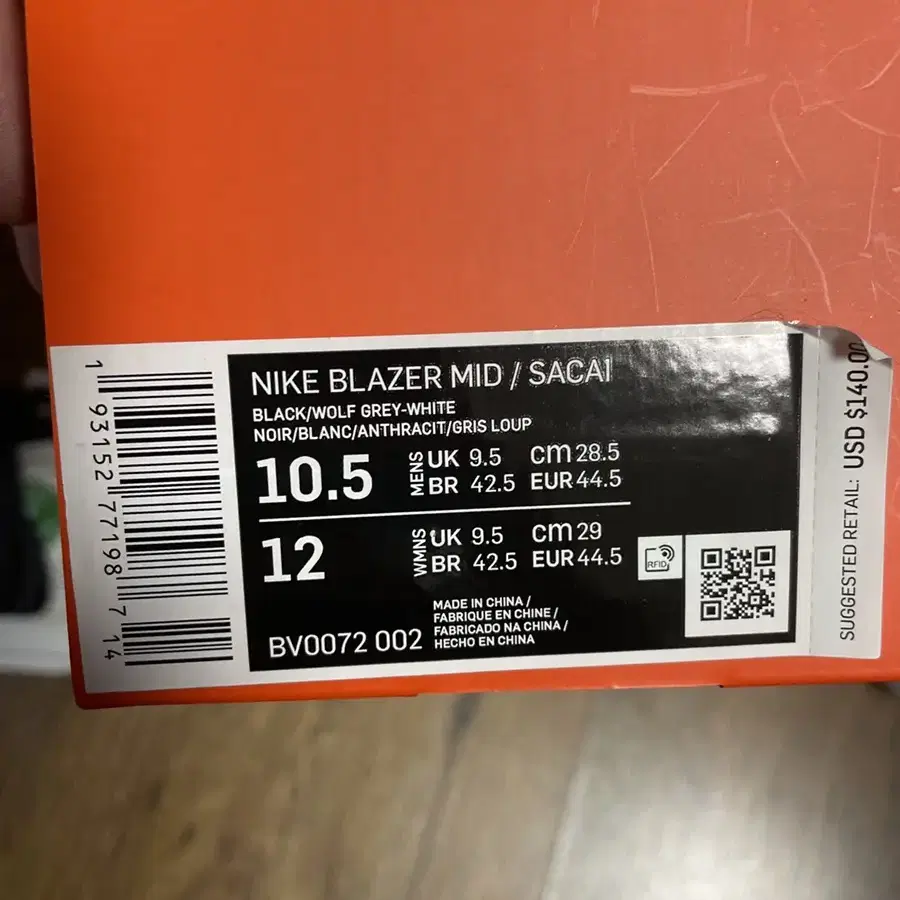 NIKE BLAZER MID / SACAI
BLACK/WOLF GREY-WHITE
NOIR/BLANC/ANTHRACIT/GRIS LOUP
10.5 MENS UK 9.5 cm 28.5
BR 42.5 EUR 44.5
12 WMNS UK 9.5 cm 29
BR 42.5 EUR 44.5
RFID
MADE IN CHINA /
FABRIQUE EN CHINE /
FABRICADO NA CHINA /
HECHO EN CHINA
BV0072 002
1 93152 77198 7 14
SUGGESTED RETAIL: USD $140.00